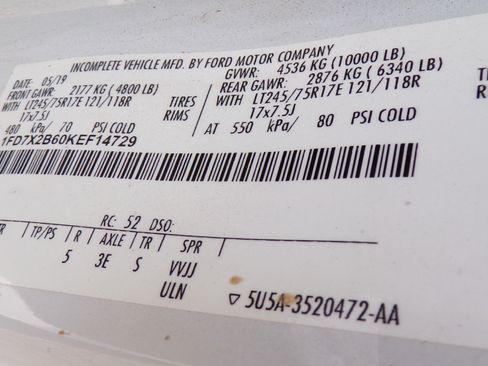 INCOMPLETE VEHICLE MFD. BY FORD MOTOR COMPANY
DATE: 05/19 GVWR: 4536 KG (10000 LB)
FRONT GAWR: 2177 KG (4800 LB) REAR GAWR: 2876 KG (6340 LB)
WITH LT245/75R17E 121/118R TIRES WITH LT245/75R17E 121/118R
17x7.5J RIMS 17x7.5J
480 kPa/ 70 PSI COLD AT 550 kPa/ 80 PSI COLD
1FD7X2B60KEF14729
RC: 52 DSO:
TR TP/PS R AXLE TR SPR
5 3E S VVJJ
ULN
5U5A-3520472-AA